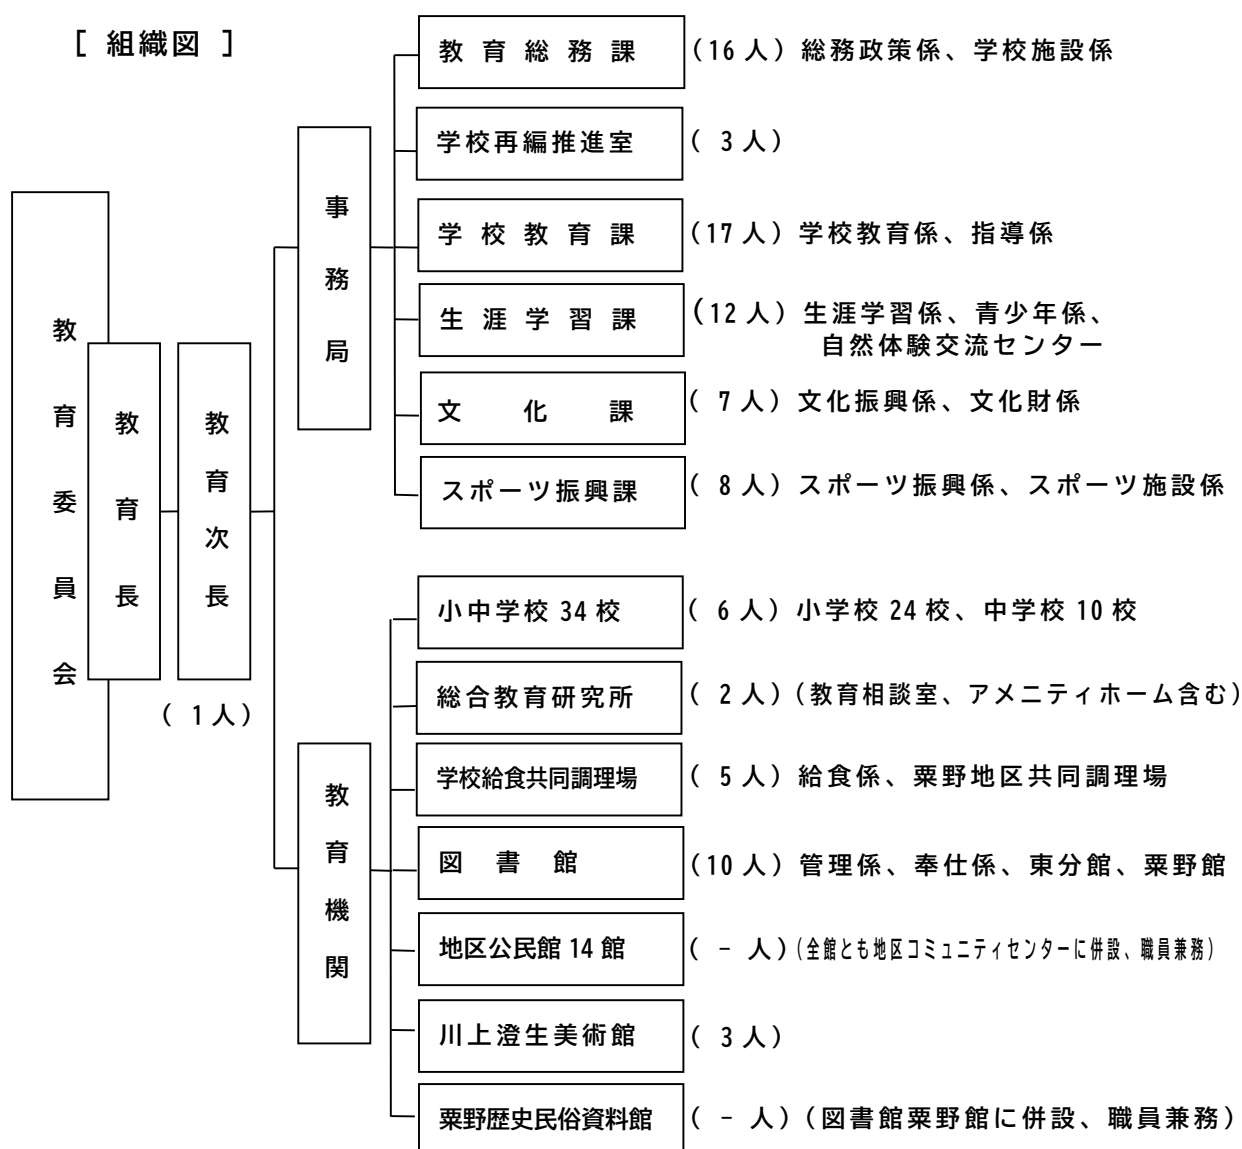 [ 組織図 ]
教育委員会
教育長
教育次長
( 1人)
事務局
教育総務課 (16人) 総務政策係、学校施設係
学校再編推進室 ( 3人)
学校教育課 (17人) 学校教育係、指導係
生涯学習課 (12人) 生涯学習係、青少年係、
自然体験交流センター
文化課 ( 7人) 文化振興係、文化財係
スポーツ振興課 ( 8人) スポーツ振興係、スポーツ施設係
教育機関
小中学校 34 校 ( 6人) 小学校 24 校、中学校 10 校
総合教育研究所 ( 2人) (教育相談室、アメニティホーム含む)
学校給食共同調理場 ( 5人) 給食係、粟野地区共同調理場
図書館 (10人) 管理係、奉仕係、東分館、粟野館
地区公民館 14 館 ( - 人) (全館とも地区コミュニティセンターに併設、職員兼務)
川上澄生美術館 ( 3人)
粟野歴史民俗資料館 ( - 人) (図書館粟野館に併設、職員兼務)